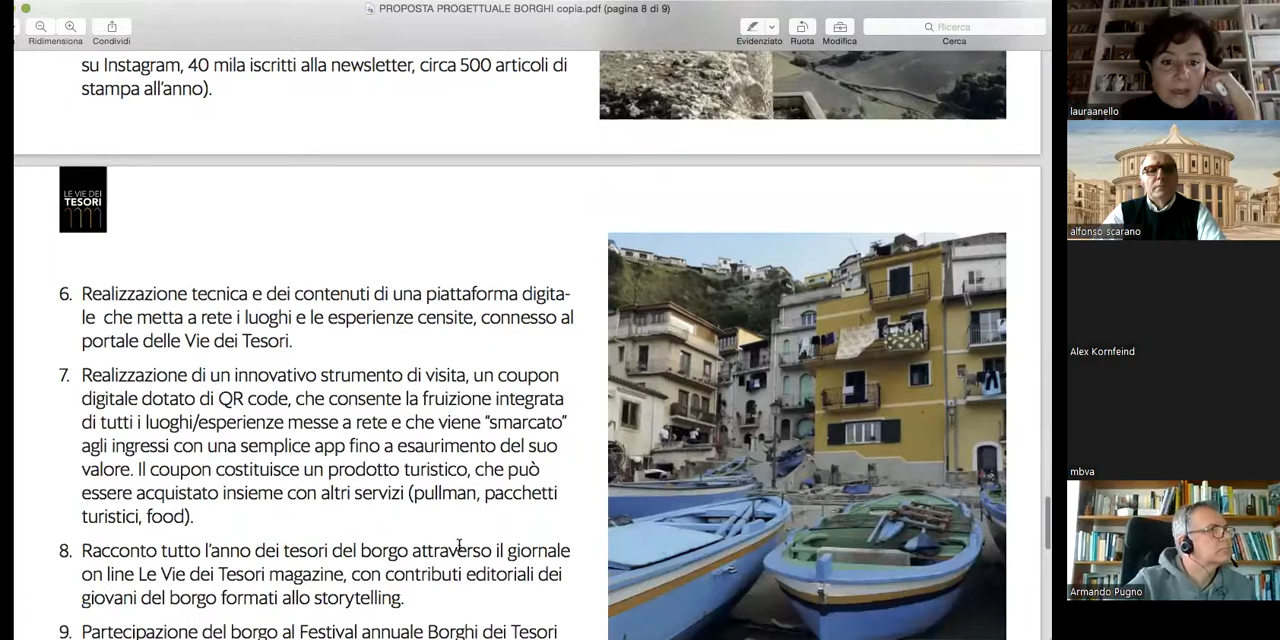 PROPOSTA PROGETTUALE BORGHI copia.pdf (pagina 8 di 9)
Ricerca
Ridimensiona
Condividi
Evidenziato
Ruota
Modifica
Cerca
su Instagram, 40 mila iscritti alla newsletter, circa 500 articoli di
stampa all’anno).
LE VIE DEI
TESORI
6. Realizzazione tecnica e dei contenuti di una piattaforma digita-
le che metta a rete i luoghi e le esperienze censite, connesso al
portale delle Vie dei Tesori.
7. Realizzazione di un innovativo strumento di visita, un coupon
digitale dotato di QR code, che consente la fruizione integrata
di tutti i luoghi/esperienze messe a rete e che viene “smarcato”
agli ingressi con una semplice app fino a esaurimento del suo
valore. Il coupon costituisce un prodotto turistico, che può
essere acquistato insieme con altri servizi (pullman, pacchetti
turistici, food).
8. Racconto tutto l’anno dei tesori del borgo attraverso il giornale
on line Le Vie dei Tesori magazine, con contributi editoriali dei
giovani del borgo formati allo storytelling.
9. Partecipazione del borgo al Festival annuale Borghi dei Tesori
lauraanello
alfonso scarano
Alex Kornfeind
mbva
Armando Pugno